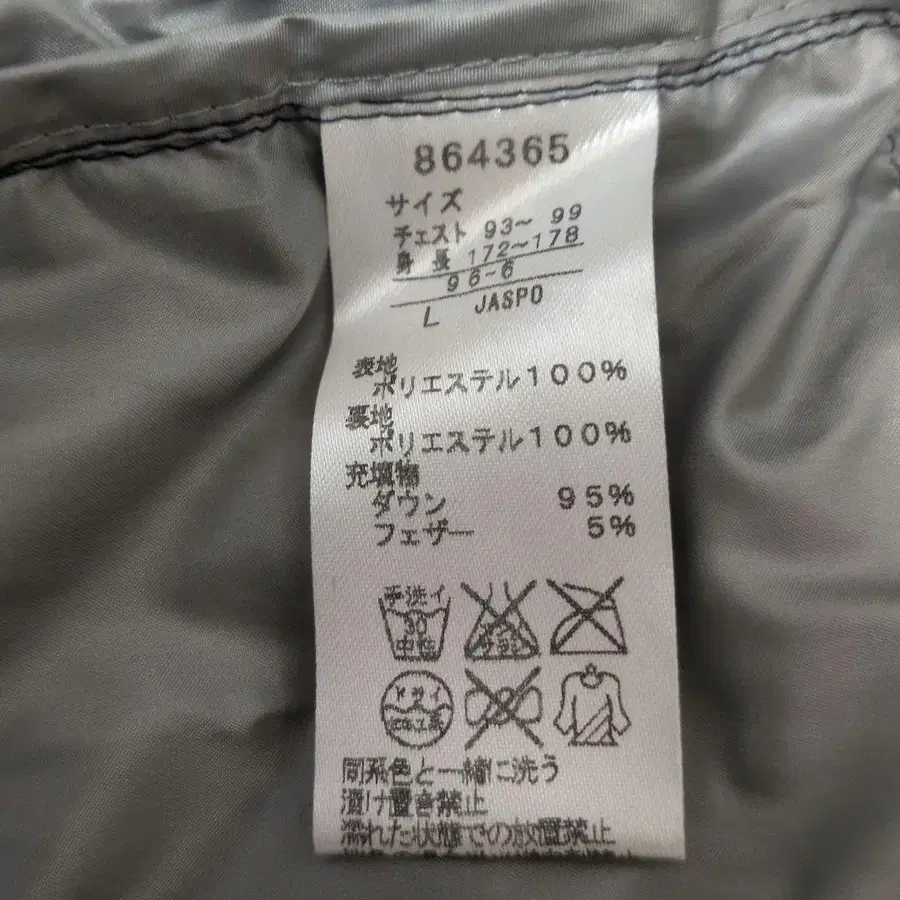 864365
サイズ
チェスト 93〜 99
身 長 172〜178
96-6
L JASPO
表地
ポリエステル100%
裏地
ポリエステル100%
充填物
ダウン 95%
フェザー 5%
手洗イ
30
中性
ドライ
同系色と一緒に洗う
漬け置き禁止
濡れた状態での放置禁止